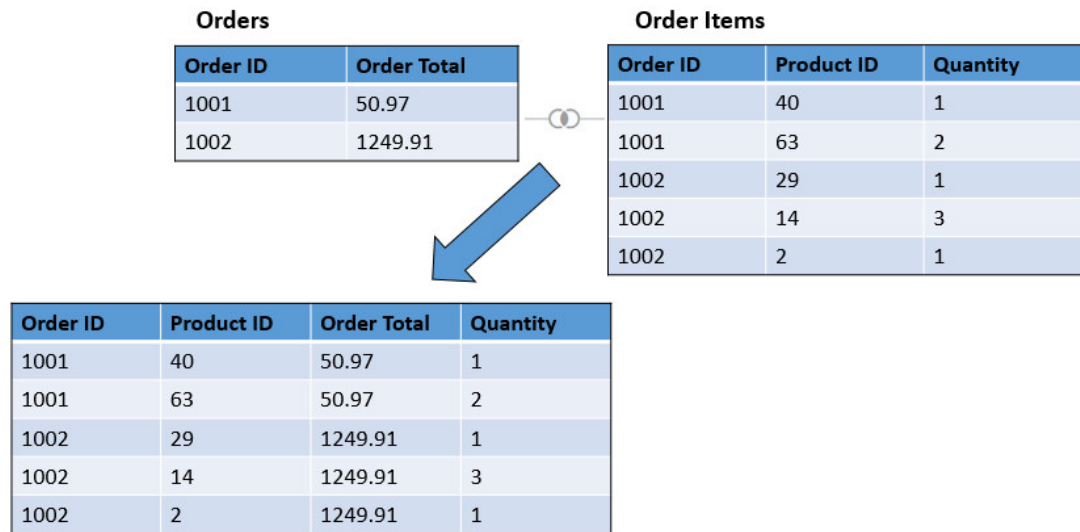 Orders
Order ID Order Total
1001 50.97
1002 1249.91
Order Items
Order ID Product ID Quantity
1001 40 1
1001 63 2
1002 29 1
1002 14 3
1002 2 1
Order ID Product ID Order Total Quantity
1001 40 50.97 1
1001 63 50.97 2
1002 29 1249.91 1
1002 14 1249.91 3
1002 2 1249.91 1